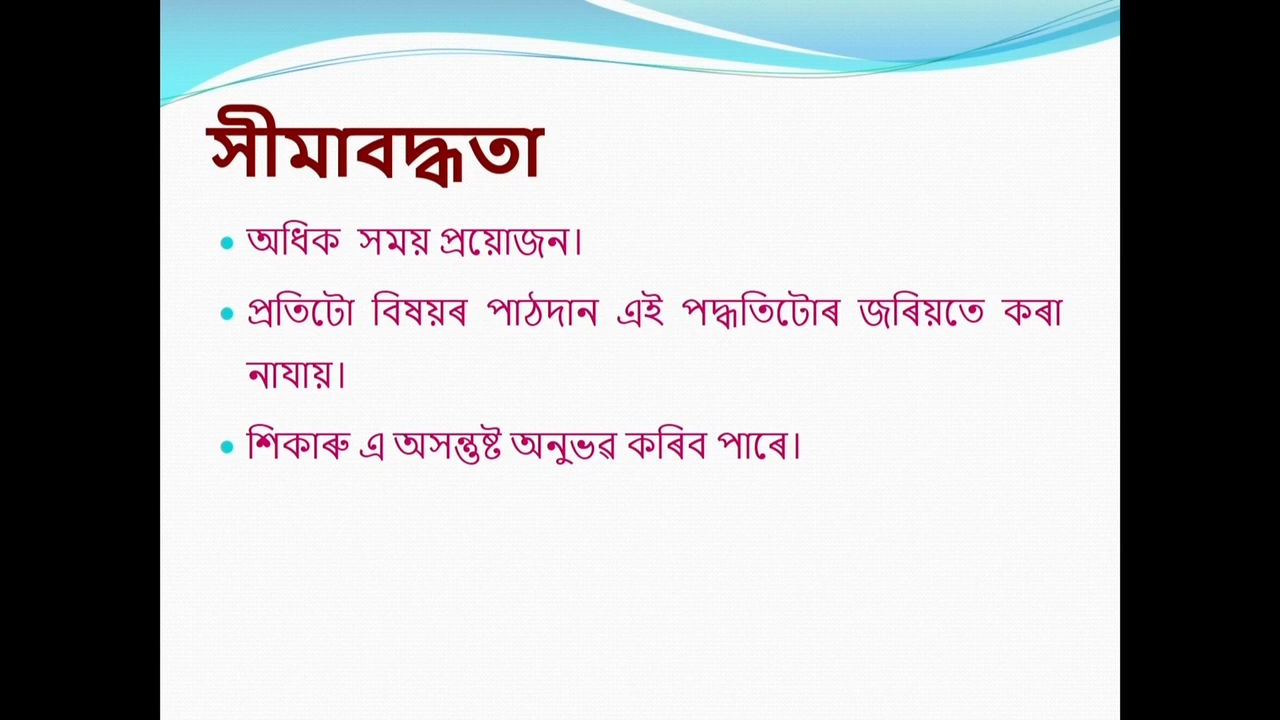 সীমাবদ্ধতা
অধিক সময় প্ৰয়োজন।
প্ৰতিটো বিষয়ৰ পাঠদান এই পদ্ধতিটোৰ জৰিয়তে কৰা
নাযায়।
শিকাৰু এ অসন্তুষ্ট অনুভৱ কৰিব পাৰে।